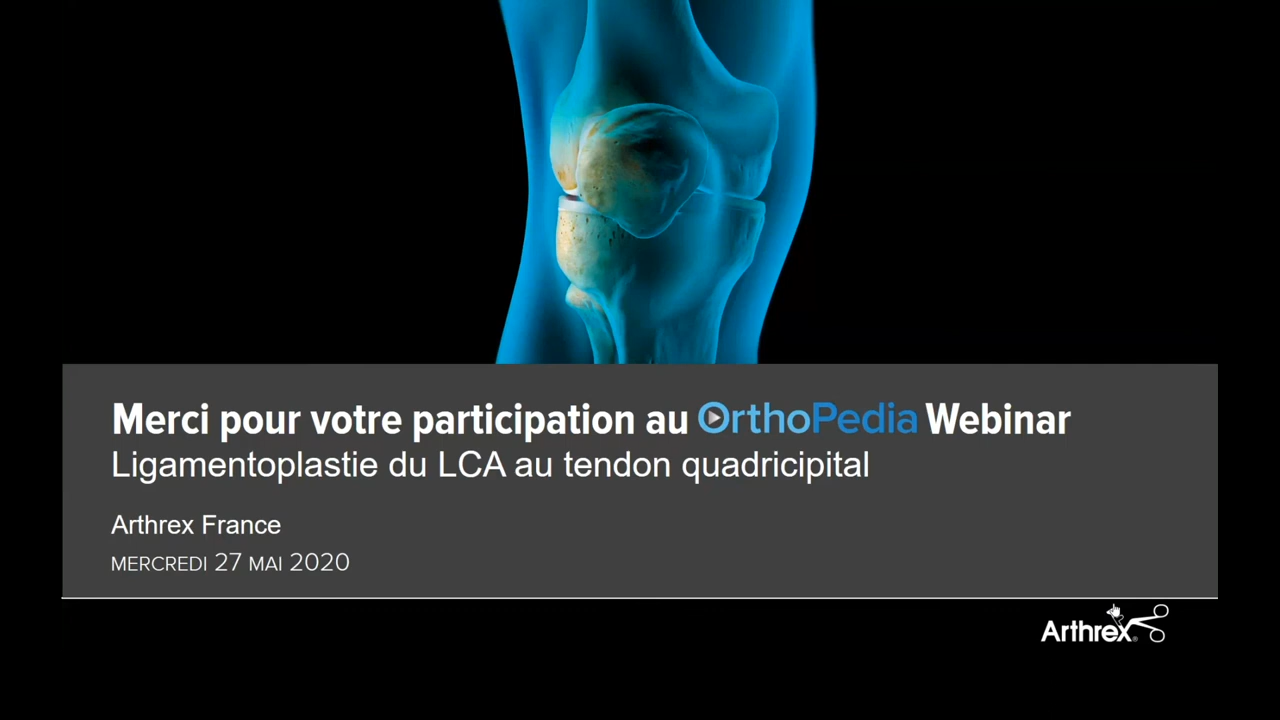 Merci pour votre participation au OrthoPedia Webinar
Ligamentoplastie du LCA au tendon quadricipital
Arthrex France
MERCREDI 27 MAI 2020
Arthrex®